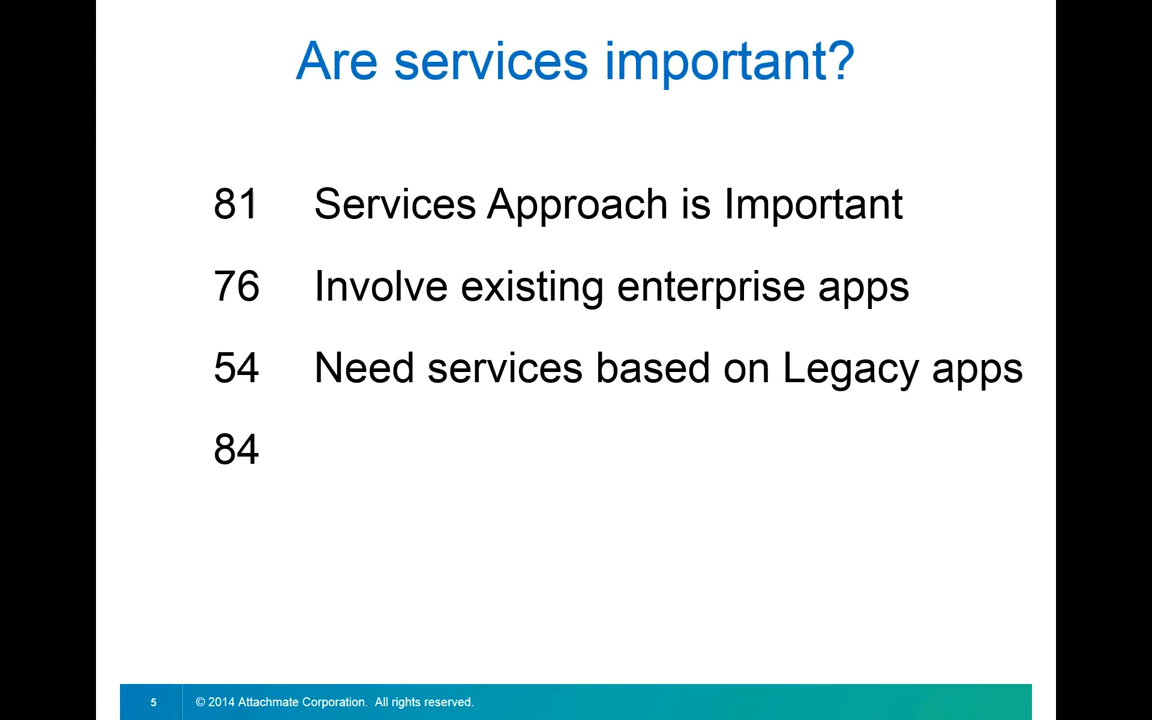 Are services important?
81 Services Approach is Important
76 Involve existing enterprise apps
54 Need services based on Legacy apps
84
5 © 2014 Attachmate Corporation. All rights reserved.